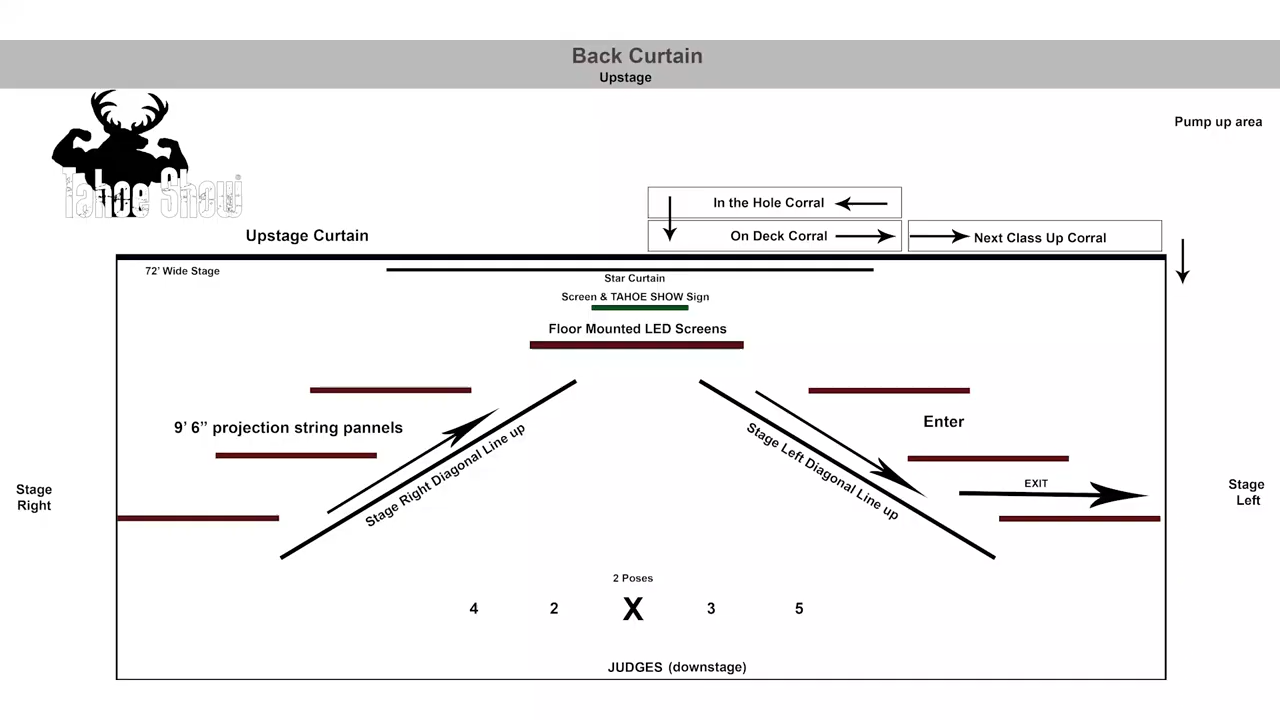 Back Curtain
Upstage
Pump up area
Tahoe Show®
In the Hole Corral
Upstage Curtain
On Deck Corral
Next Class Up Corral
72’ Wide Stage
Star Curtain
Screen & TAHOE SHOW Sign
Floor Mounted LED Screens
9’ 6” projection string pannels
Enter
Stage Right Diagonal Line up
Stage Left Diagonal Line up
EXIT
Stage
Right
Stage
Left
2 Poses
4 2 X 3 5
JUDGES (downstage)